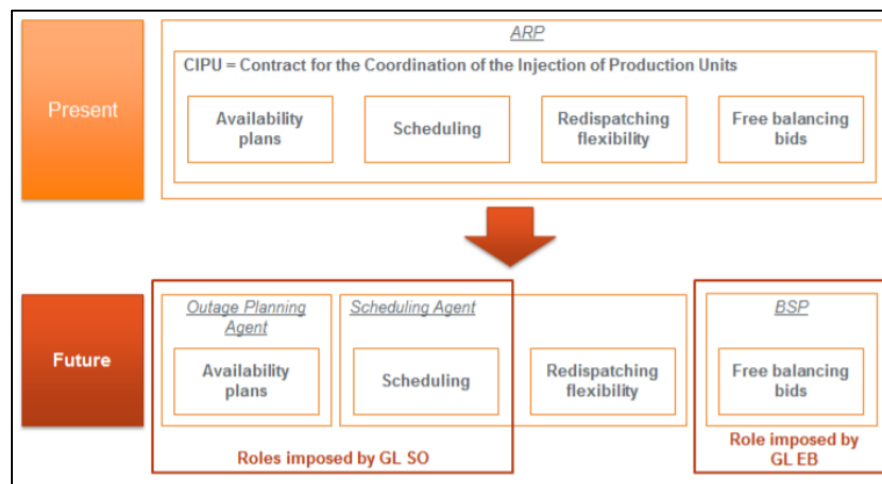 ARP
CIPU = Contract for the Coordination of the Injection of Production Units
Present
Availability
plans
Scheduling
Redispatching
flexibility
Free balancing
bids
Outage Planning
Agent
Scheduling Agent
BSP
Future
Availability
plans
Scheduling
Redispatching
flexibility
Free balancing
bids
Roles imposed by GL SO
Role imposed by
GL EB